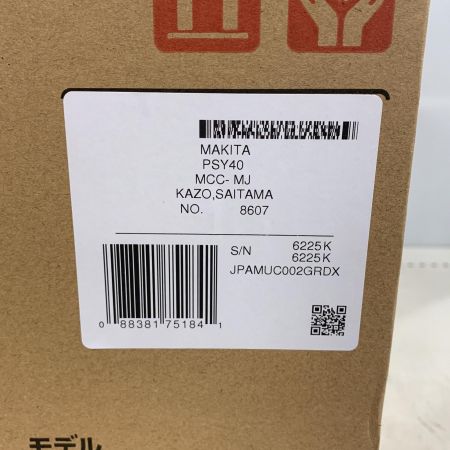 MAKITA
PSY40
MCC- MJ
KAZO,SAITAMA
NO. 8607
S/N 6225K
6225K
JPAMUC002GRDX
0 88381 75184 1
モデル